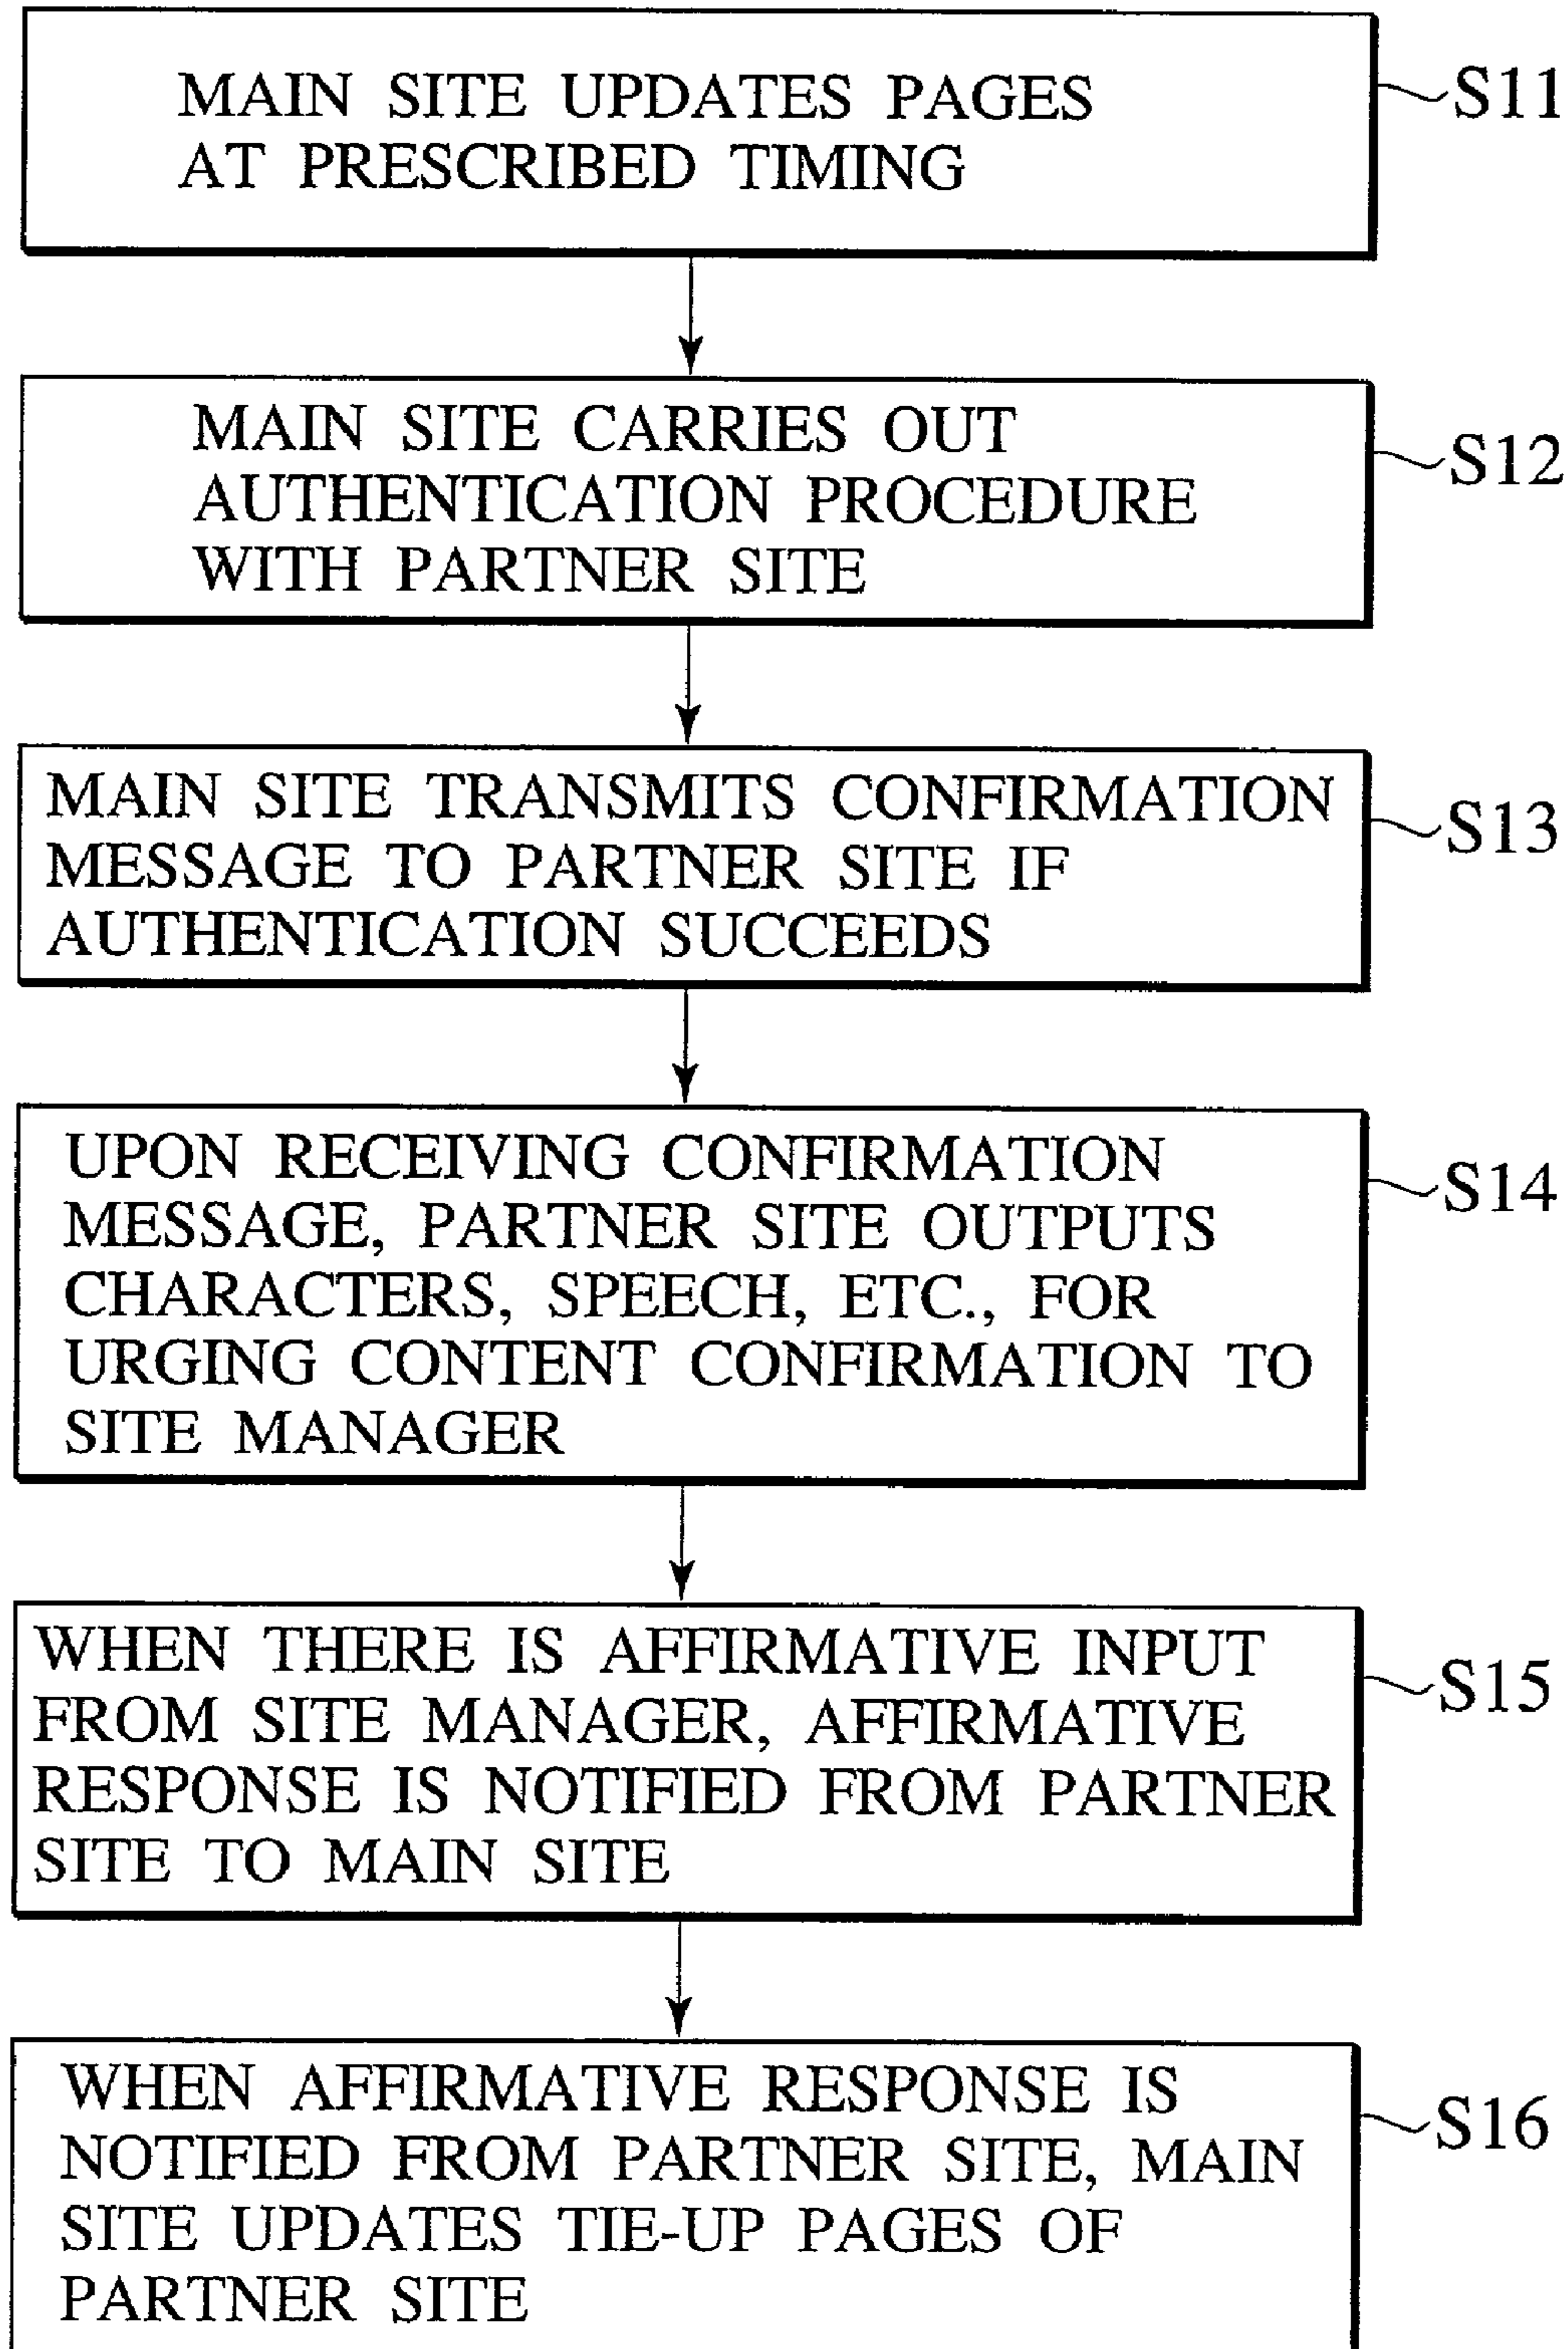 MAIN SITE UPDATES PAGES
AT PRESCRIBED TIMING
S11
MAIN SITE CARRIES OUT
AUTHENTICATION PROCEDURE
WITH PARTNER SITE
S12
MAIN SITE TRANSMITS CONFIRMATION
MESSAGE TO PARTNER SITE IF
AUTHENTICATION SUCCEEDS
S13
UPON RECEIVING CONFIRMATION
MESSAGE, PARTNER SITE OUTPUTS
CHARACTERS, SPEECH, ETC., FOR
URGING CONTENT CONFIRMATION TO
SITE MANAGER
S14
WHEN THERE IS AFFIRMATIVE INPUT
FROM SITE MANAGER, AFFIRMATIVE
RESPONSE IS NOTIFIED FROM PARTNER
SITE TO MAIN SITE
S15
WHEN AFFIRMATIVE RESPONSE IS
NOTIFIED FROM PARTNER SITE, MAIN
SITE UPDATES TIE-UP PAGES OF
PARTNER SITE
S16